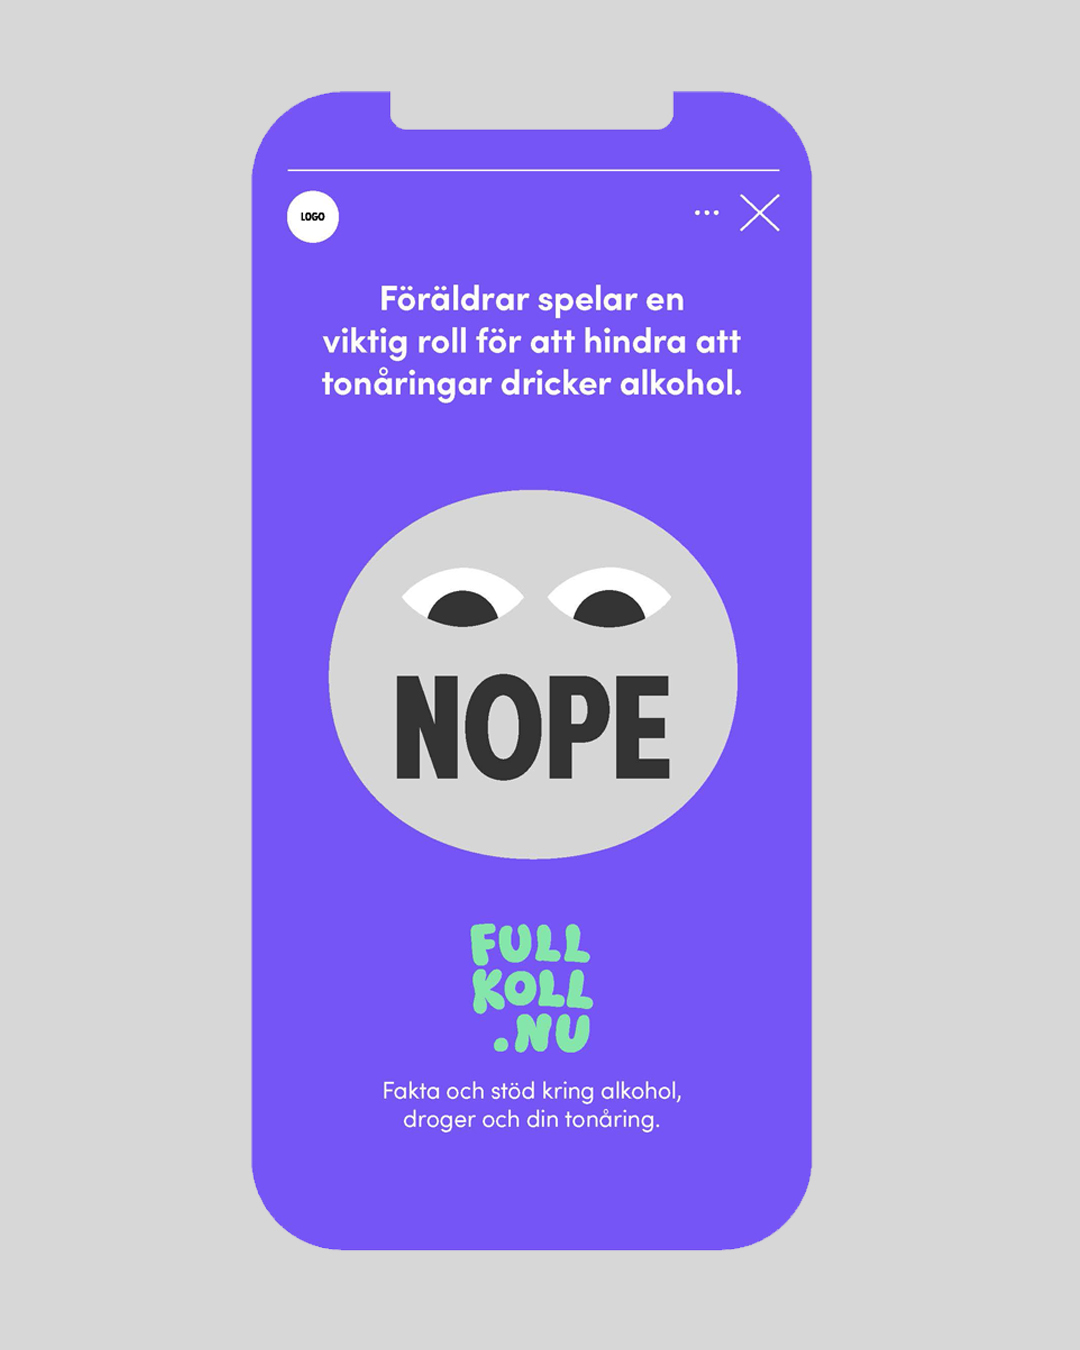 LOGO
Föräldrar spelar en
viktig roll för att hindra att
tonåringar dricker alkohol.
NOPE
FULL
KOLL
.NU
Fakta och stöd kring alkohol,
droger och din tonåring.